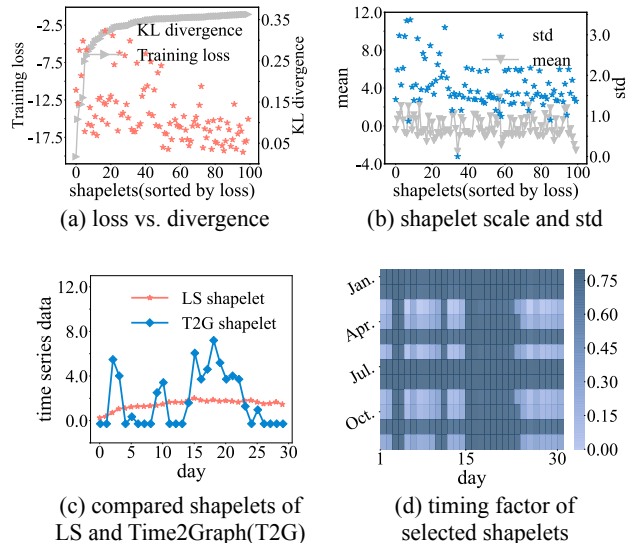 -2.5
-7.5
-12.5
-17.5
Training loss
KL divergence
Training loss
0.35
0.25
0.15
0.05
KL divergence
0 20 40 60 80 100
shapelets(sorted by loss)
(a) loss vs. divergence
12.0
8.0
4.0
0.0
-4.0
mean
std
mean
3.0
2.0
1.0
0.0
std
0 20 40 60 80 100
shapelets(sorted by loss)
(b) shapelet scale and std
12.0
8.0
4.0
0.0
time series data
LS shapelet
T2G shapelet
0 5 10 15 20 25 30
day
(c) compared shapelets of
LS and Time2Graph(T2G)
Jan.
Apr.
Jul.
Oct.
1 15 31
day
0.75
0.60
0.45
0.30
0.15
0.00
(d) timing factor of
selected shapelets